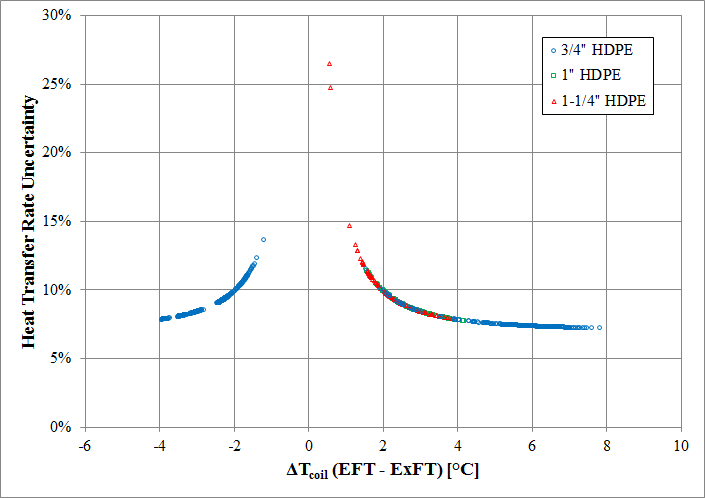 30%
25%
20%
15%
10%
5%
0%
Heat Transfer Rate Uncertainty
3/4" HDPE
1" HDPE
1-1/4" HDPE
-6 -4 -2 0 2 4 6 8 10
ΔTcoil (EFT - ExFT) [°C]